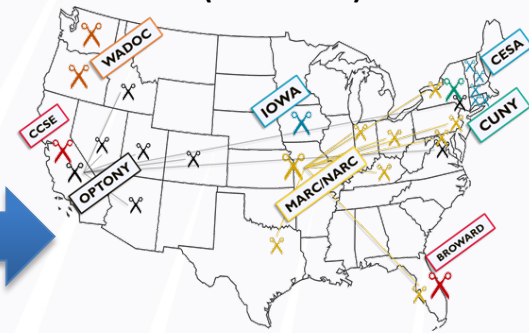 WADOC
CESA
IOWA
CCSE
CUNY
OPTONY
MARC/NARC
BROWARD